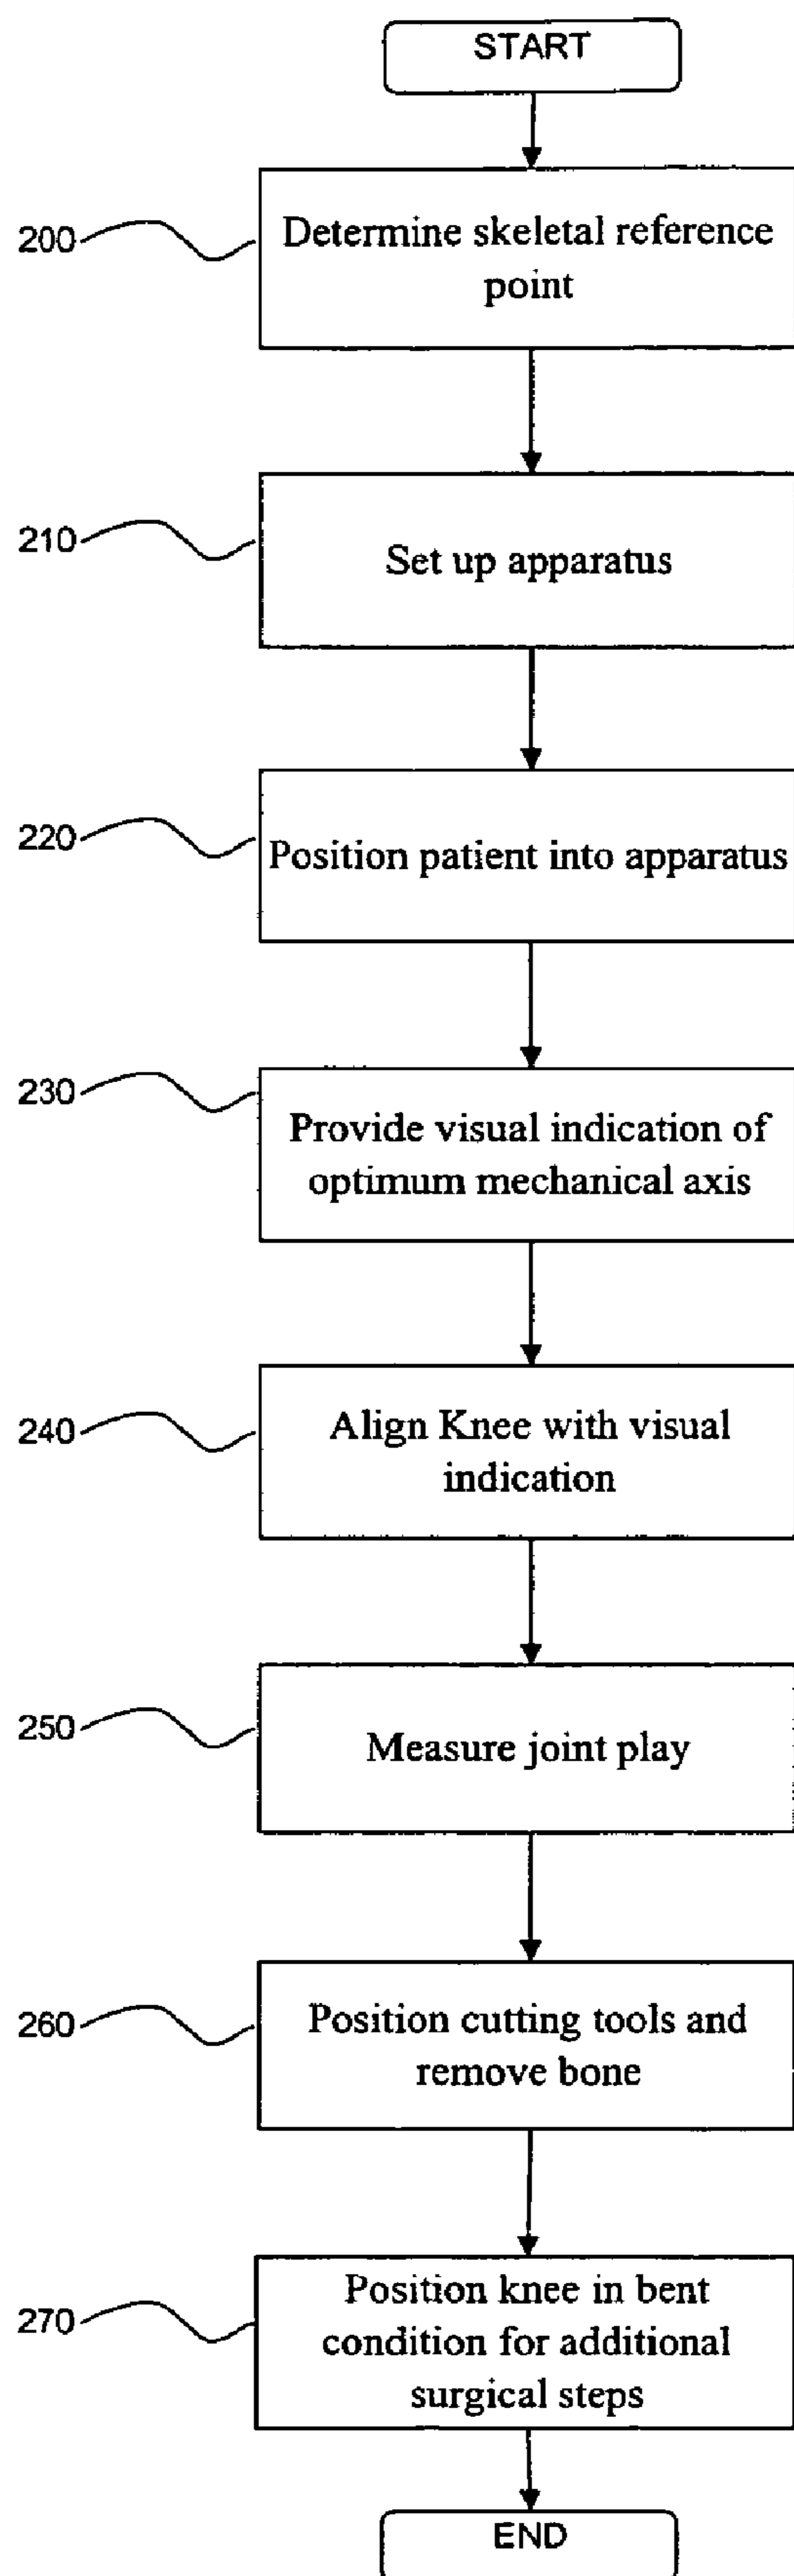 START
200
Determine skeletal reference
point
210
Set up apparatus
220
Position patient into apparatus
230
Provide visual indication of
optimum mechanical axis
240
Align Knee with visual
indication
250
Measure joint play
260
Position cutting tools and
remove bone
270
Position knee in bent
condition for additional
surgical steps
END